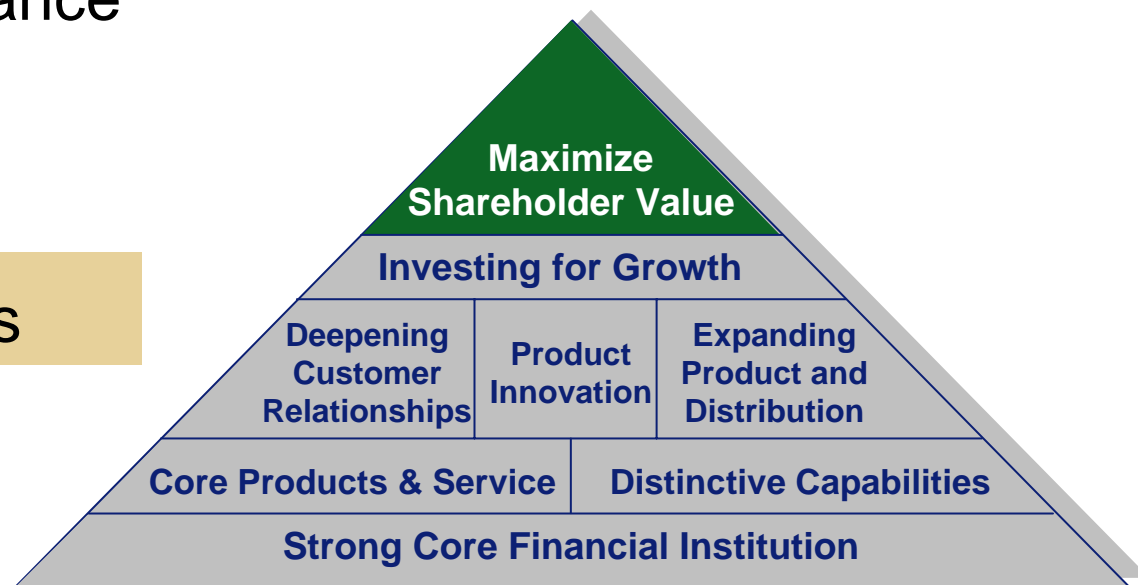 Maximize
Shareholder Value
Investing for Growth
Deepening
Customer
Relationships
Product
Innovation
Expanding
Product and
Distribution
Core Products & Service
Distinctive Capabilities
Strong Core Financial Institution